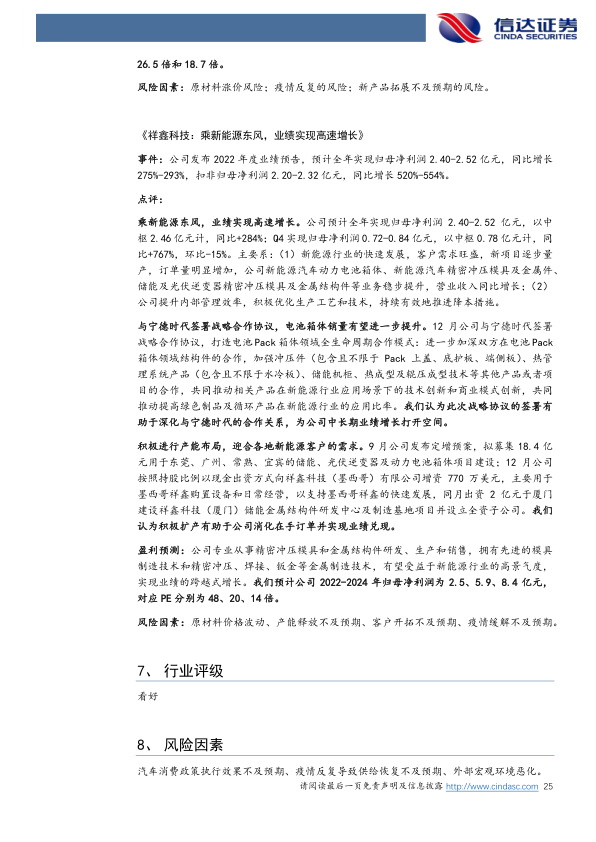 信达证券
CINDA SECURITIES
26.5 倍和 18.7 倍。
风险因素：原材料涨价风险；疫情反复的风险；新产品拓展不及预期的风险。
《祥鑫科技：乘新能源东风，业绩实现高速增长》
事件：公司发布 2022 年度业绩预告，预计全年实现归母净利润 2.40-2.52 亿元，同比增长
275%-293%，扣非归母净利润 2.20-2.32 亿元，同比增长 520%-554%。
点评：
乘新能源东风，业绩实现高速增长。公司预计全年实现归母净利润 2.40-2.52 亿元，以中
枢 2.46 亿元计，同比+284%；Q4 实现归母净利润 0.72-0.84 亿元，以中枢 0.78 亿元计，同
比+767%，环比-15%。主要系：（1）新能源行业的快速发展，客户需求旺盛，新项目逐步量
产，订单量明显增加，公司新能源汽车动力电池箱体、新能源汽车精密冲压模具及金属件、
储能及光伏逆变器精密冲压模具及金属结构件等业务稳步提升，营业收入同比增长；（2）
公司提升内部管理效率，积极优化生产工艺和技术，持续有效地推进降本措施。
与宁德时代签署战略合作协议，电池箱体销量有望进一步提升。12 月公司与宁德时代签署
战略合作协议，打造电池 Pack 箱体领域全生命周期合作模式；进一步加深双方在电池 Pack
箱体领域结构件的合作，加强冲压件（包含且不限于 Pack 上盖、底护板、端侧板）、热管
理系统产品（包含且不限于水冷板）、储能机柜、热成型及辊压成型技术等其他产品或者项
目的合作，共同推动相关产品在新能源行业应用场景下的技术创新和商业模式创新，共同
推动提高绿色制品及循环产品在新能源行业的应用比率。我们认为此次战略协议的签署有
助于深化与宁德时代的合作关系，为公司中长期业绩增长打开空间。
积极进行产能布局，迎合各地新能源客户的需求。9 月公司发布定增预案，拟募集 18.4 亿
元用于东莞、广州、常熟、宜宾的储能、光伏逆变器及动力电池箱体项目建设；12 月公司
按照持股比例以现金出资方式向祥鑫科技（墨西哥）有限公司增资 770 万美元，主要用于
墨西哥祥鑫购置设备和日常经营，以支持墨西哥祥鑫的快速发展，同月出资 2 亿元于厦门
建设祥鑫科技（厦门）储能金属结构件研发中心及制造基地项目并设立全资子公司。我们
认为积极扩产有助于公司消化在手订单并实现业绩兑现。
盈利预测：公司专业从事精密冲压模具和金属结构件研发、生产和销售，拥有先进的模具
制造技术和精密冲压、焊接、钣金等金属制造技术，有望受益于新能源行业的高景气度，
实现业绩的跨越式增长。我们预计公司 2022-2024 年归母净利润为 2.5、5.9、8.4 亿元，
对应 PE 分别为 48、20、14 倍。
风险因素：原材料价格波动、产能释放不及预期、客户开拓不及预期、疫情缓解不及预期。
7、 行业评级
看好
8、 风险因素
汽车消费政策执行效果不及预期、疫情反复导致供给恢复不及预期、外部宏观环境恶化。
请阅读最后一页免责声明及信息披露 http://www.cindasc.com 25